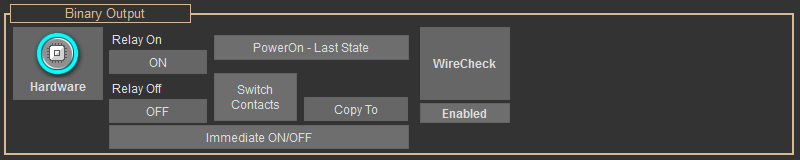 Binary Output
Hardware
Relay On
ON
Relay Off
OFF
PowerOn - Last State
Switch
Contacts
Copy To
Immediate ON/OFF
WireCheck
Enabled